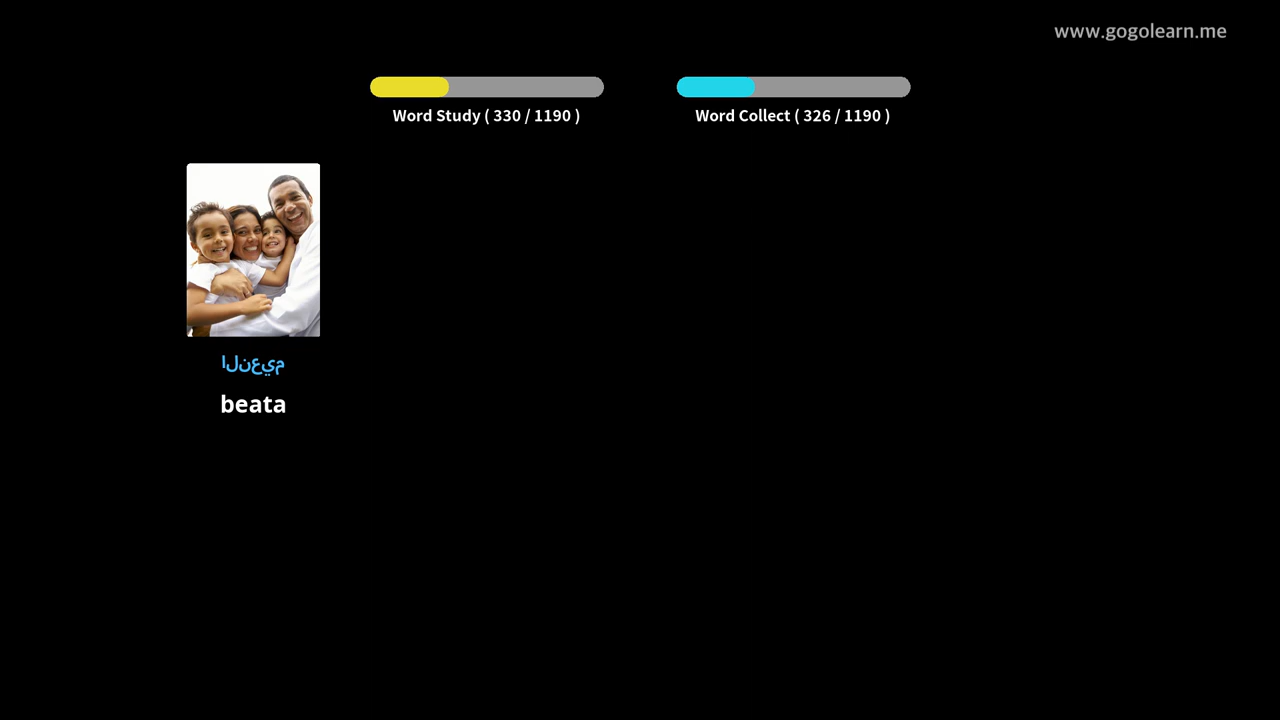 www.gogolearn.me
Word Study ( 330 / 1190 )
Word Collect ( 326 / 1190 )
النعيم
beata